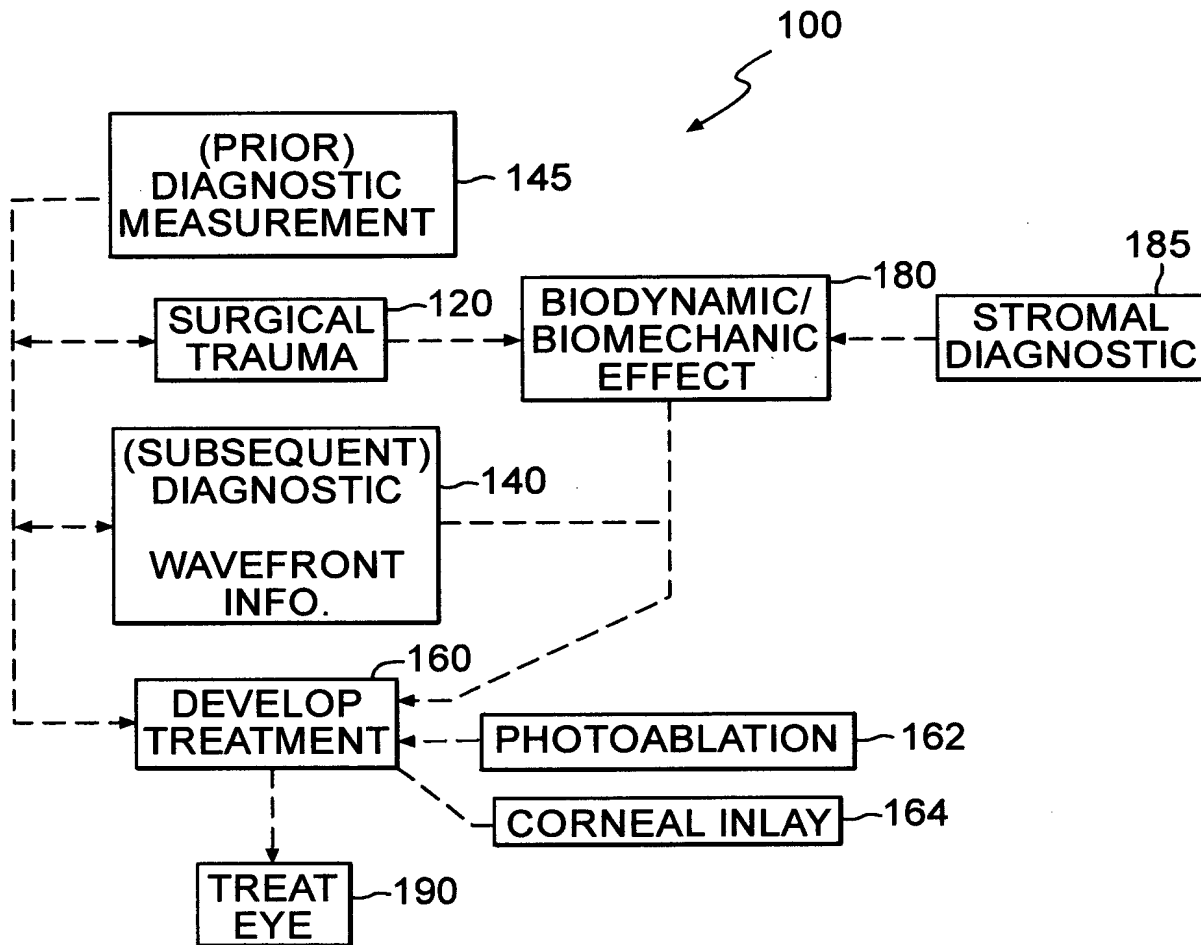 100
(PRIOR)
DIAGNOSTIC
MEASUREMENT
145
SURGICAL
TRAUMA
120
BIODYNAMIC/
BIOMECHANIC
EFFECT
180
STROMAL
DIAGNOSTIC
185
(SUBSEQUENT)
DIAGNOSTIC
WAVEFRONT
INFO.
140
DEVELOP
TREATMENT
160
PHOTOABLATION
162
CORNEAL INLAY
164
TREAT
EYE
190